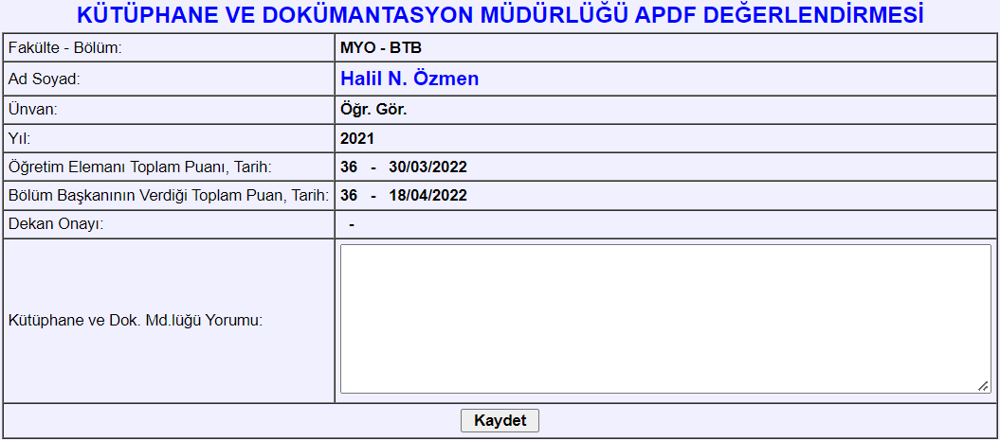 KÜTÜPHANE VE DOKÜMANTASYON MÜDÜRLÜĞÜ APDF DEĞERLENDİRMESİ
Fakülte - Bölüm: MYO - BTB
Ad Soyad: Halil N. Özmen
Ünvan: Öğr. Gör.
Yıl: 2021
Öğretim Elemanı Toplam Puanı, Tarih: 36 - 30/03/2022
Bölüm Başkanının Verdiği Toplam Puan, Tarih: 36 - 18/04/2022
Dekan Onayı: -
Kütüphane ve Dok. Md.lüğü Yorumu:
Kaydet